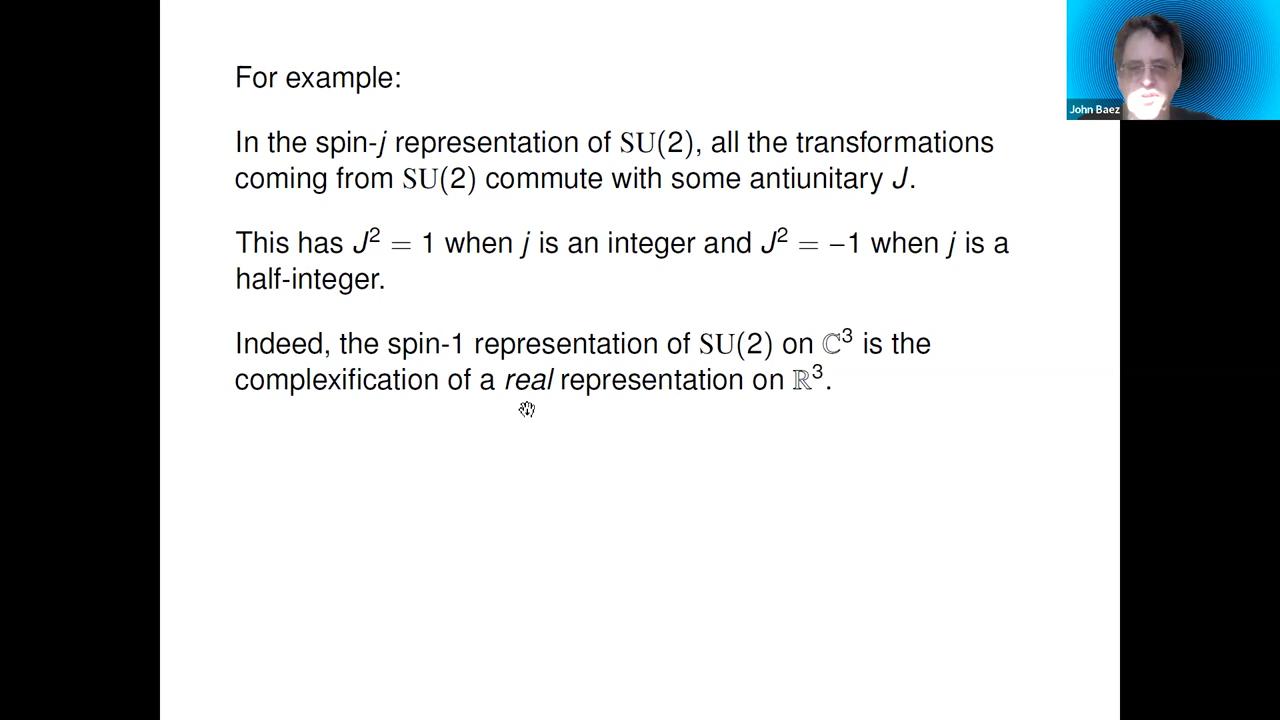 For example:
In the spin-j representation of SU(2), all the transformations
coming from SU(2) commute with some antiunitary J.
This has J² = 1 when j is an integer and J² = −1 when j is a
half-integer.
Indeed, the spin-1 representation of SU(2) on ℂ³ is the
complexification of a real representation on ℝ³.
John Baez